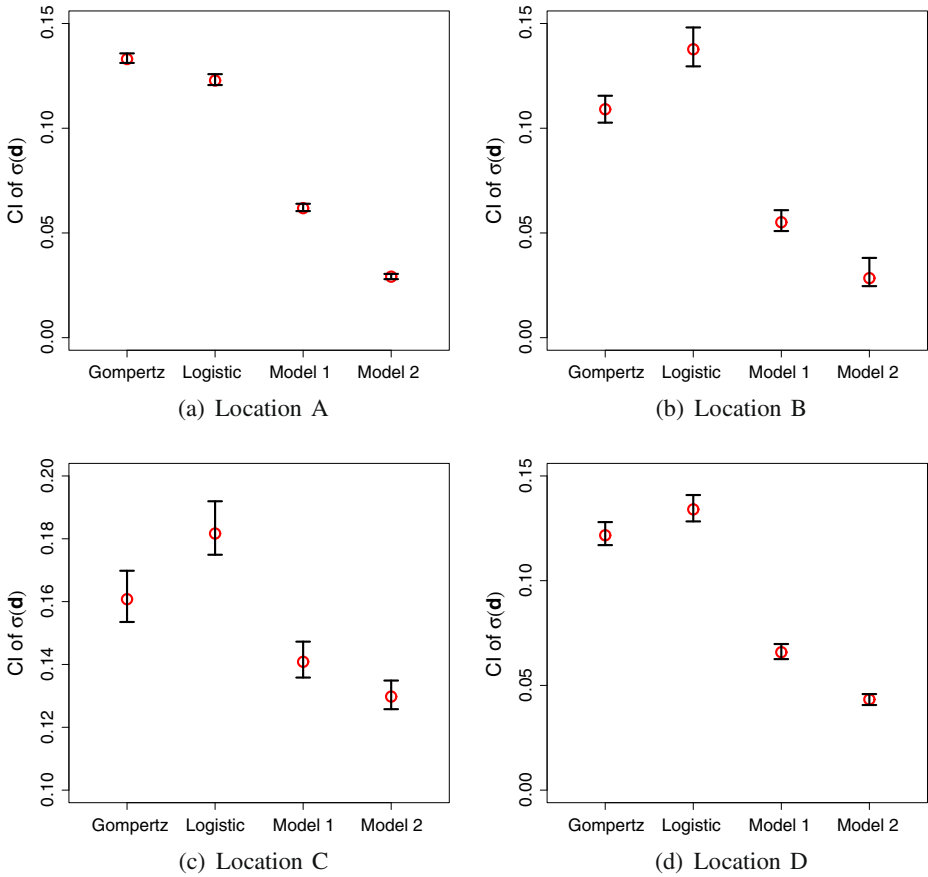 CI of σ(d)
0.15
0.10
0.05
0.00
Gompertz Logistic Model 1 Model 2
(a) Location A
CI of σ(d)
0.15
0.10
0.05
0.00
Gompertz Logistic Model 1 Model 2
(b) Location B
CI of σ(d)
0.20
0.18
0.16
0.14
0.12
0.10
Gompertz Logistic Model 1 Model 2
(c) Location C
CI of σ(d)
0.15
0.10
0.05
0.00
Gompertz Logistic Model 1 Model 2
(d) Location D